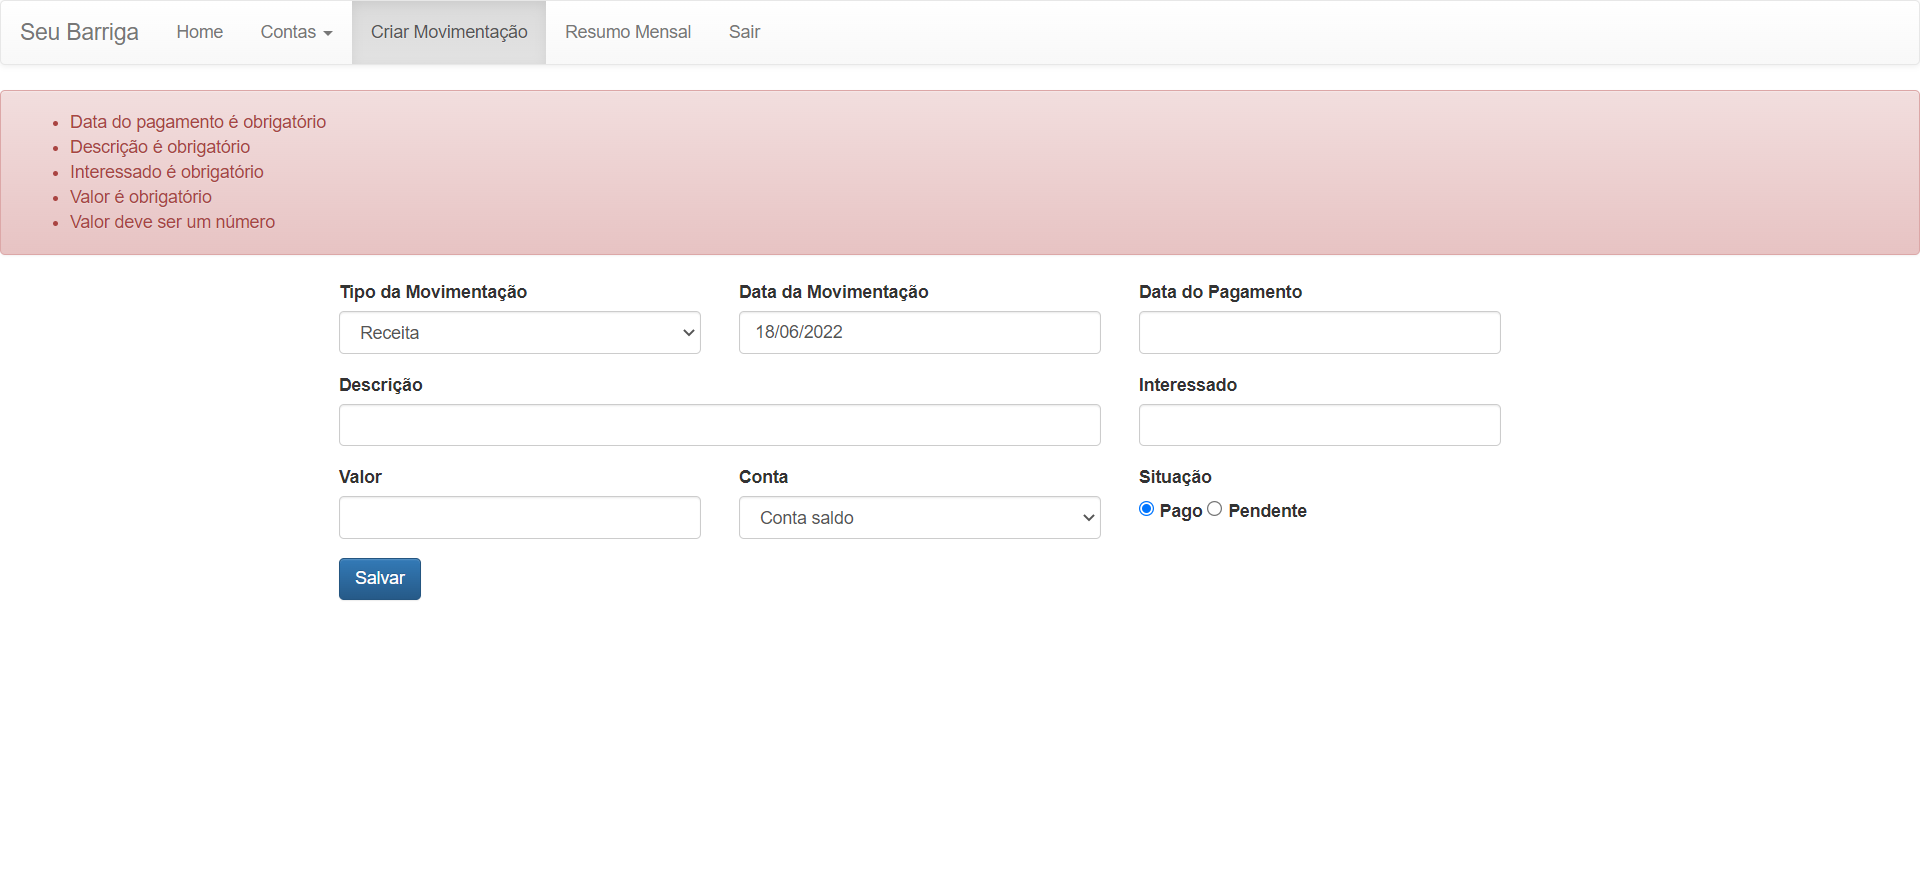 Seu Barriga Home Contas Criar Movimentação Resumo Mensal Sair
Data do pagamento é obrigatório
Descrição é obrigatório
Interessado é obrigatório
Valor é obrigatório
Valor deve ser um número
Tipo da Movimentação Data da Movimentação Data do Pagamento
Receita 18/06/2022
Descrição Interessado
Valor Conta Situação
Conta saldo Pago Pendente
Salvar